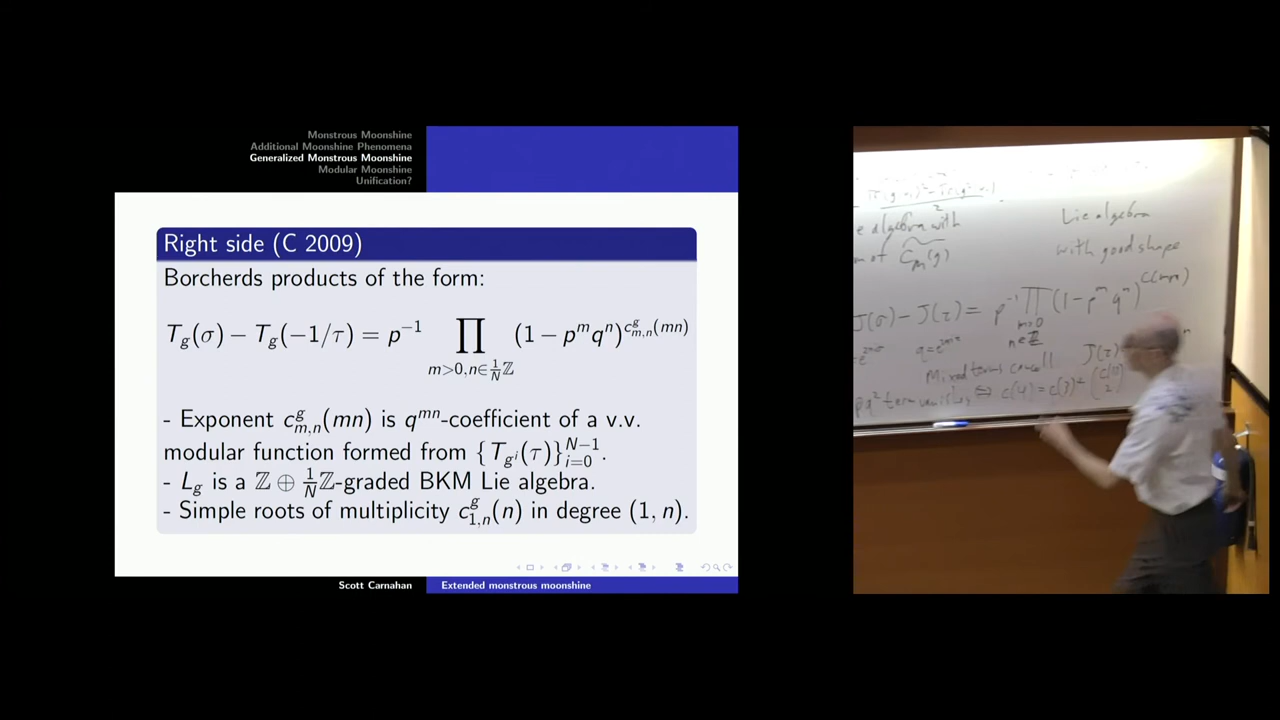 Monstrous Moonshine
Additional Moonshine Phenomena
Generalized Monstrous Moonshine
Modular Moonshine
Unification?
Right side (C 2009)
Borcherds products of the form:
T_g(σ) − T_g(−1/τ) = p^{−1} ∏_{m>0,n∈\frac{1}{N}ℤ} (1 − p^m q^n)^{c^g_{m,n}(mn)}
- Exponent c^g_{m,n}(mn) is q^{mn}-coefficient of a v.v.
modular function formed from {T_{g^i}(τ)}^{N−1}_{i=0}.
- L_g is a ℤ ⊕ \frac{1}{N}ℤ-graded BKM Lie algebra.
- Simple roots of multiplicity c^g_{1,n}(n) in degree (1, n).
Scott Carnahan
Extended monstrous moonshine
e algebra with
Lie algebra
with good shape
J(σ) − J(τ) = p^{-1} ∏_{m>0 n∈ℤ} (1 − p^m q^n)^{c(mn)}
Mixed terms cancel